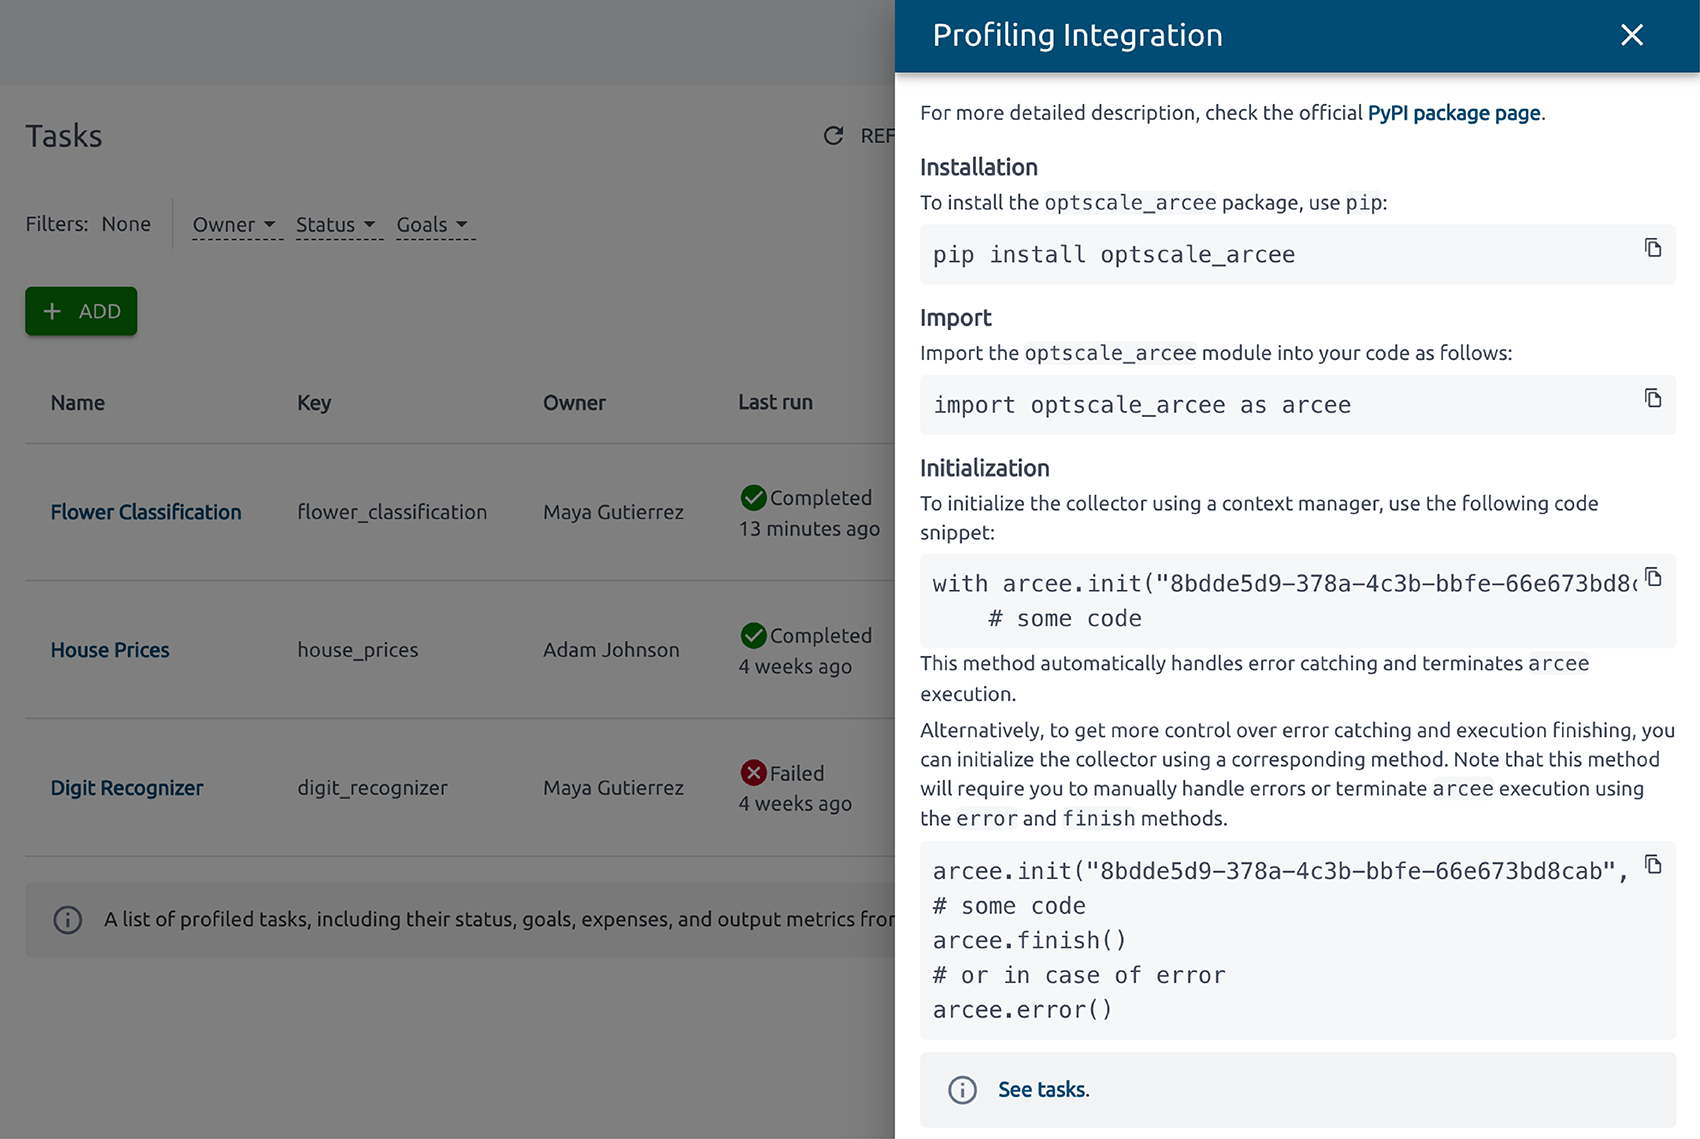 Tasks
REF
Filters: None Owner Status Goals
+ ADD
Name Key Owner Last run
Flower Classification flower_classification Maya Gutierrez Completed
13 minutes ago
House Prices house_prices Adam Johnson Completed
4 weeks ago
Digit Recognizer digit_recognizer Maya Gutierrez Failed
4 weeks ago
A list of profiled tasks, including their status, goals, expenses, and output metrics from
Profiling Integration
For more detailed description, check the official PyPI package page.
Installation
To install the optscale_arcee package, use pip:
pip install optscale_arcee
Import
Import the optscale_arcee module into your code as follows:
import optscale_arcee as arcee
Initialization
To initialize the collector using a context manager, use the following code
snippet:
with arcee.init("8bdde5d9-378a-4c3b-bbfe-66e673bd8c
# some code
This method automatically handles error catching and terminates arcee
execution.
Alternatively, to get more control over error catching and execution finishing, you
can initialize the collector using a corresponding method. Note that this method
will require you to manually handle errors or terminate arcee execution using
the error and finish methods.
arcee.init("8bdde5d9-378a-4c3b-bbfe-66e673bd8cab",
# some code
arcee.finish()
# or in case of error
arcee.error()
See tasks.